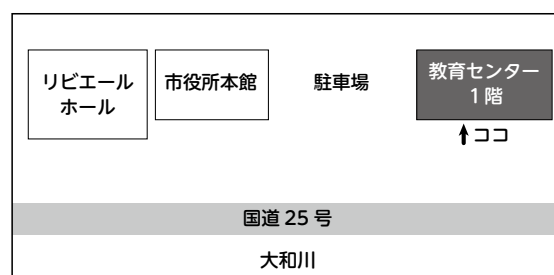 リビエール
ホール
市役所本館
駐車場
教育センター
1階
ココ
国道25号
大和川